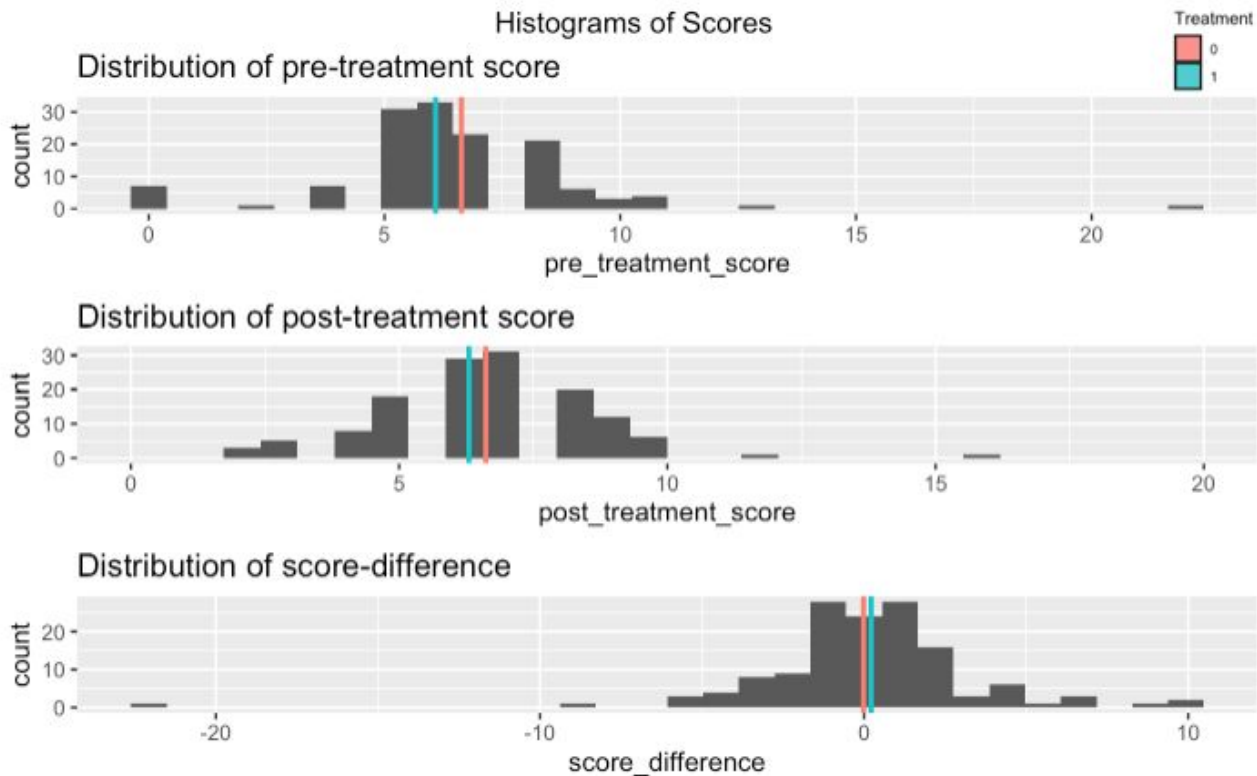 Histograms of Scores
Treatment
0
1
Distribution of pre-treatment score
count
30
20
10
0
0 5 10 15 20
pre_treatment_score
Distribution of post-treatment score
count
30
20
10
0
0 5 10 15 20
post_treatment_score
Distribution of score-difference
count
20
10
0
-20 -10 0 10
score_difference